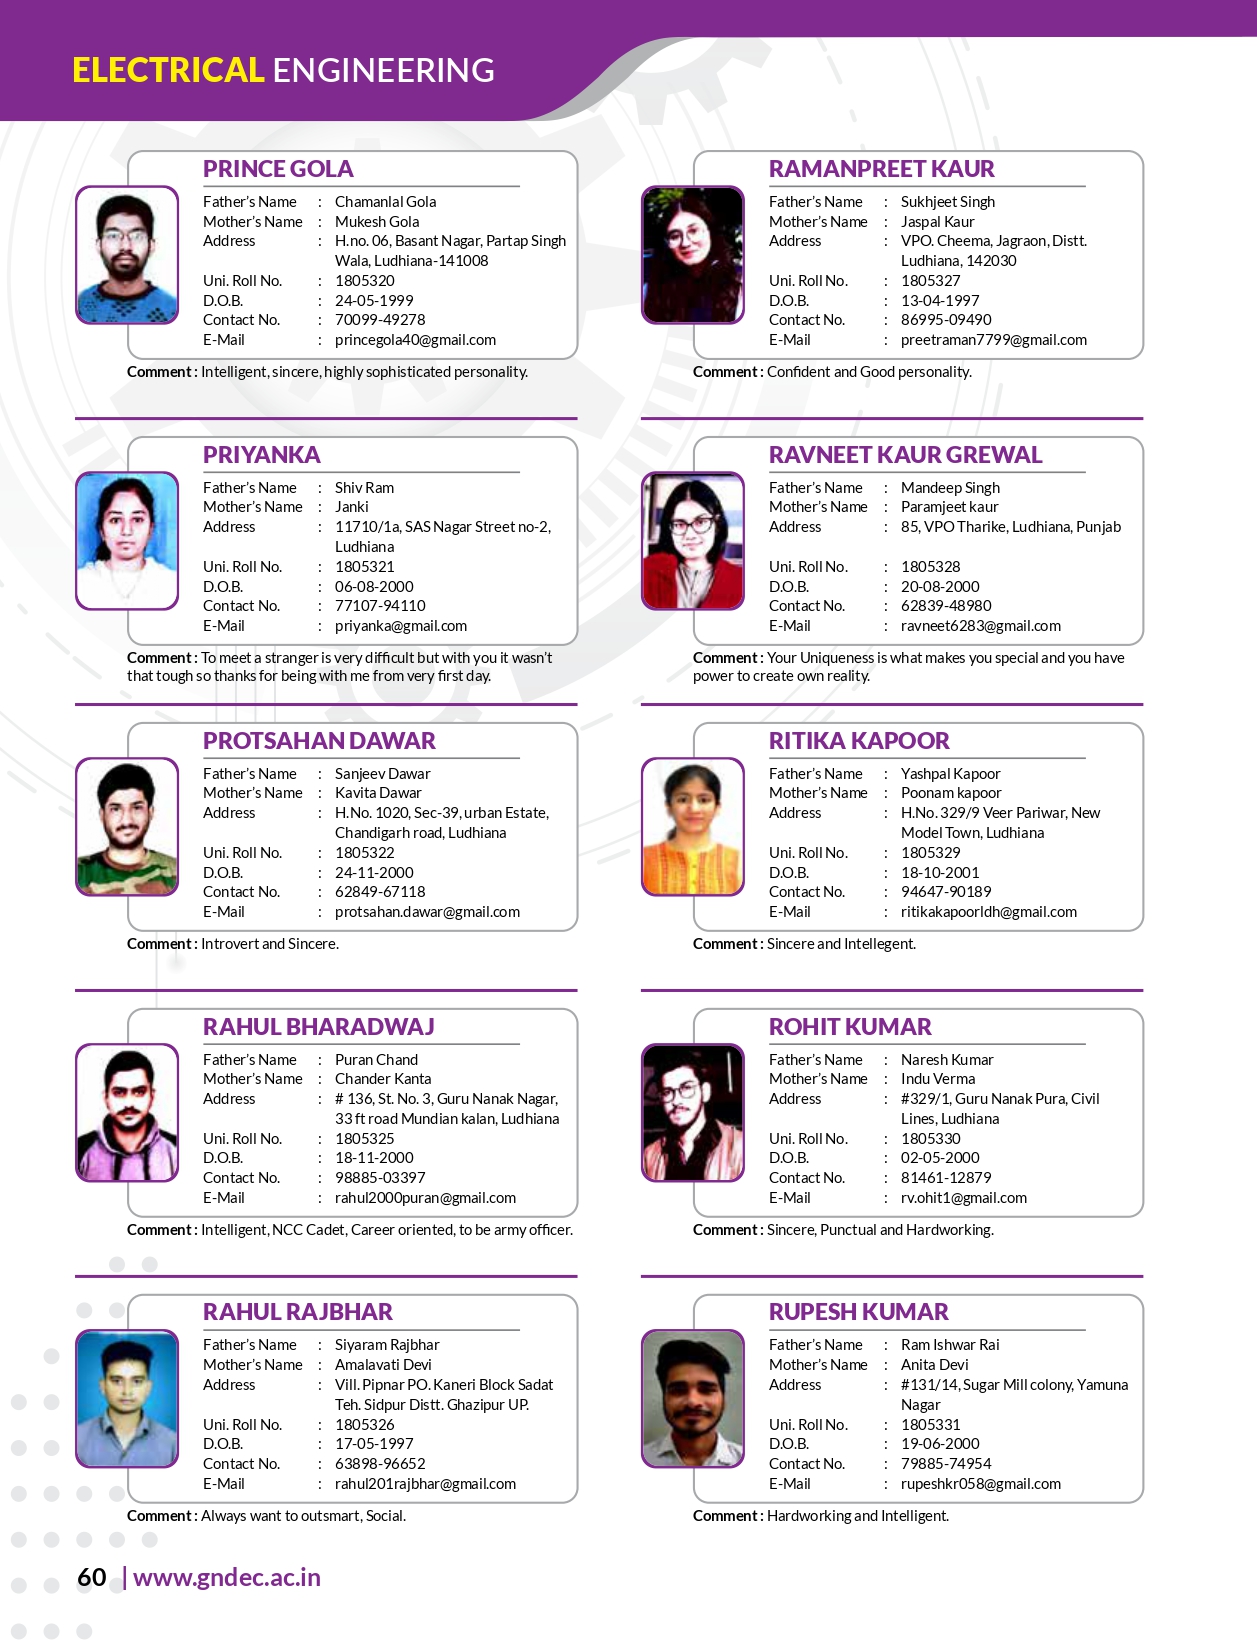 ELECTRICAL ENGINEERING
PRINCE GOLA
Father's Name : Chamanlal Gola
Mother's Name : Mukesh Gola
Address : H.no. 06, Basant Nagar, Partap Singh
Wala, Ludhiana-141008
Uni. Roll No. : 1805320
D.O.B. : 24-05-1999
Contact No. : 70099-49278
E-Mail : princegola40@gmail.com
Comment : Intelligent, sincere, highly sophisticated personality.
PRIYANKA
Father's Name : Shiv Ram
Mother's Name : Janki
Address : 11710/1a, SAS Nagar Street no-2,
Ludhiana
Uni. Roll No. : 1805321
D.O.B. : 06-08-2000
Contact No. : 77107-94110
E-Mail : priyanka@gmail.com
Comment : To meet a stranger is very difficult but with you it wasn't
that tough so thanks for being with me from very first day.
PROTSAHAN DAWAR
Father's Name : Sanjeev Dawar
Mother's Name : Kavita Dawar
Address : H.No. 1020, Sec-39, urban Estate,
Chandigarh road, Ludhiana
Uni. Roll No. : 1805322
D.O.B. : 24-11-2000
Contact No. : 62849-67118
E-Mail : protsahan.dawar@gmail.com
Comment : Introvert and Sincere.
RAHUL BHARADWAJ
Father's Name : Puran Chand
Mother's Name : Chander Kanta
Address : # 136, St. No. 3, Guru Nanak Nagar,
33 ft road Mundian kalan, Ludhiana
Uni. Roll No. : 1805325
D.O.B. : 18-11-2000
Contact No. : 98885-03397
E-Mail : rahul2000puran@gmail.com
Comment : Intelligent, NCC Cadet, Career oriented, to be army officer.
RAHUL RAJBHAR
Father's Name : Siyaram Rajbhar
Mother's Name : Amalavati Devi
Address : Vill. Pipnar PO. Kaneri Block Sadat
Teh. Sidpur Distt. Ghazipur UP.
Uni. Roll No. : 1805326
D.O.B. : 17-05-1997
Contact No. : 63898-96652
E-Mail : rahul201rajbhar@gmail.com
Comment : Always want to outsmart, Social.
RAMANPREET KAUR
Father's Name : Sukhjeet Singh
Mother's Name : Jaspal Kaur
Address : VPO. Cheema, Jagraon, Distt.
Ludhiana, 142030
Uni. Roll No. : 1805327
D.O.B. : 13-04-1997
Contact No. : 86995-09490
E-Mail : preetraman7799@gmail.com
Comment : Confident and Good personality.
RAVNEET KAUR GREWAL
Father's Name : Mandeep Singh
Mother's Name : Paramjeet kaur
Address : 85, VPO Tharike, Ludhiana, Punjab
Uni. Roll No. : 1805328
D.O.B. : 20-08-2000
Contact No. : 62839-48980
E-Mail : ravneet6283@gmail.com
Comment : Your Uniqueness is what makes you special and you have
power to create own reality.
RITIKA KAPOOR
Father's Name : Yashpal Kapoor
Mother's Name : Poonam kapoor
Address : H.No. 329/9 Veer Pariwar, New
Model Town, Ludhiana
Uni. Roll No. : 1805329
D.O.B. : 18-10-2001
Contact No. : 94647-90189
E-Mail : ritikakapoorldh@gmail.com
Comment : Sincere and Intellegent.
ROHIT KUMAR
Father's Name : Naresh Kumar
Mother's Name : Indu Verma
Address : #329/1, Guru Nanak Pura, Civil
Lines, Ludhiana
Uni. Roll No. : 1805330
D.O.B. : 02-05-2000
Contact No. : 81461-12879
E-Mail : rv.ohit1@gmail.com
Comment : Sincere, Punctual and Hardworking.
RUPESH KUMAR
Father's Name : Ram Ishwar Rai
Mother's Name : Anita Devi
Address : #131/14, Sugar Mill colony, Yamuna
Nagar
Uni. Roll No. : 1805331
D.O.B. : 19-06-2000
Contact No. : 79885-74954
E-Mail : rupeshkr058@gmail.com
Comment : Hardworking and Intelligent.
60 | www.gndec.ac.in